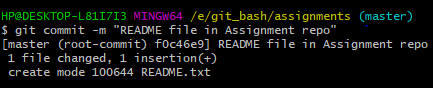 HP@DESKTOP-L81I7I3 MINGW64 /e/git_bash/assignments (master)
$ git commit -m "README file in Assignment repo"
[master (root-commit) f0c46e9] README file in Assignment repo
 1 file changed, 1 insertion(+)
 create mode 100644 README.txt